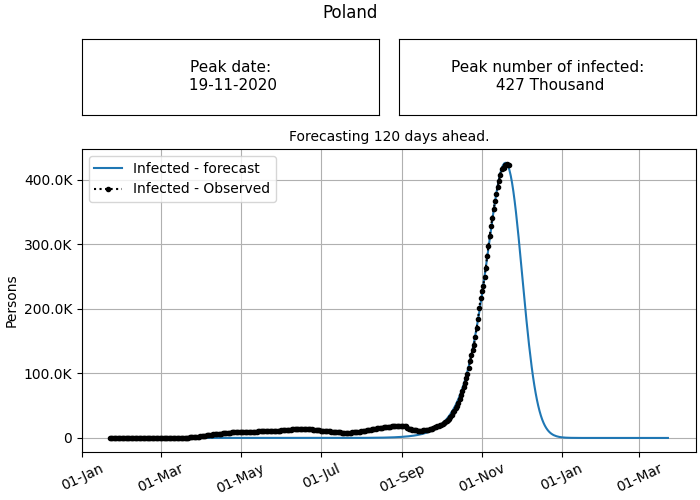 Poland
Peak date:
19-11-2020
Peak number of infected:
427 Thousand
Forecasting 120 days ahead.
Infected - forecast
Infected - Observed
Persons
400.0K
300.0K
200.0K
100.0K
0
01-Jan
01-Mar
01-May
01-Jul
01-Sep
01-Nov
01-Jan
01-Mar